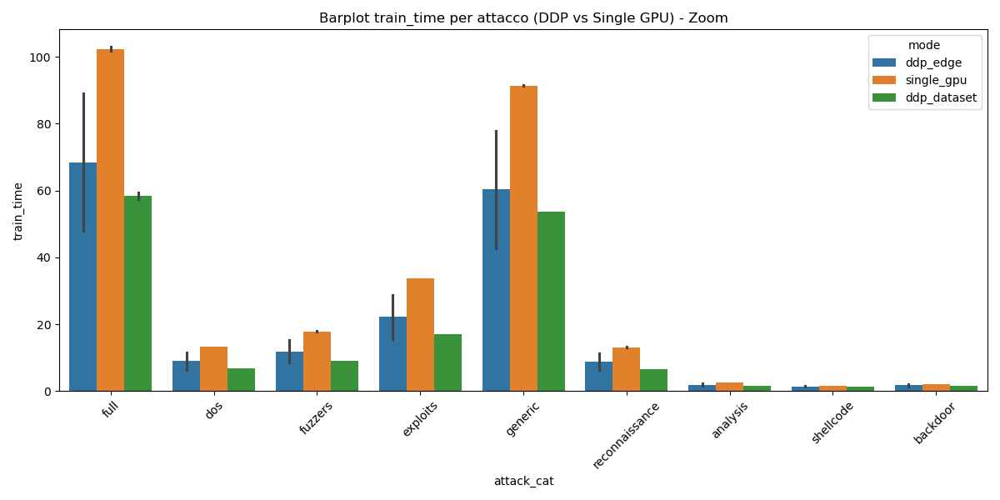 Barplot train_time per attacco (DDP vs Single GPU) - Zoom
mode
ddp_edge
single_gpu
ddp_dataset
train_time
100
80
60
40
20
0
full
dos
fuzzers
exploits
generic
reconnaissance
analysis
shellcode
backdoor
attack_cat